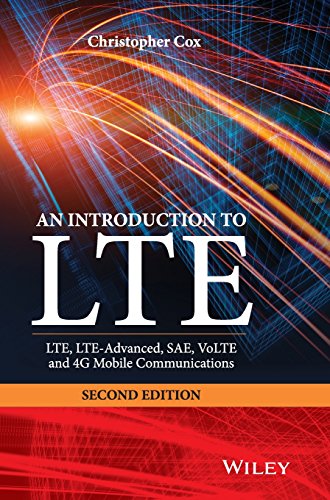 Christopher Cox
AN INTRODUCTION TO
LTE
LTE, LTE-Advanced, SAE, VoLTE
and 4G Mobile Communications
SECOND EDITION
WILEY